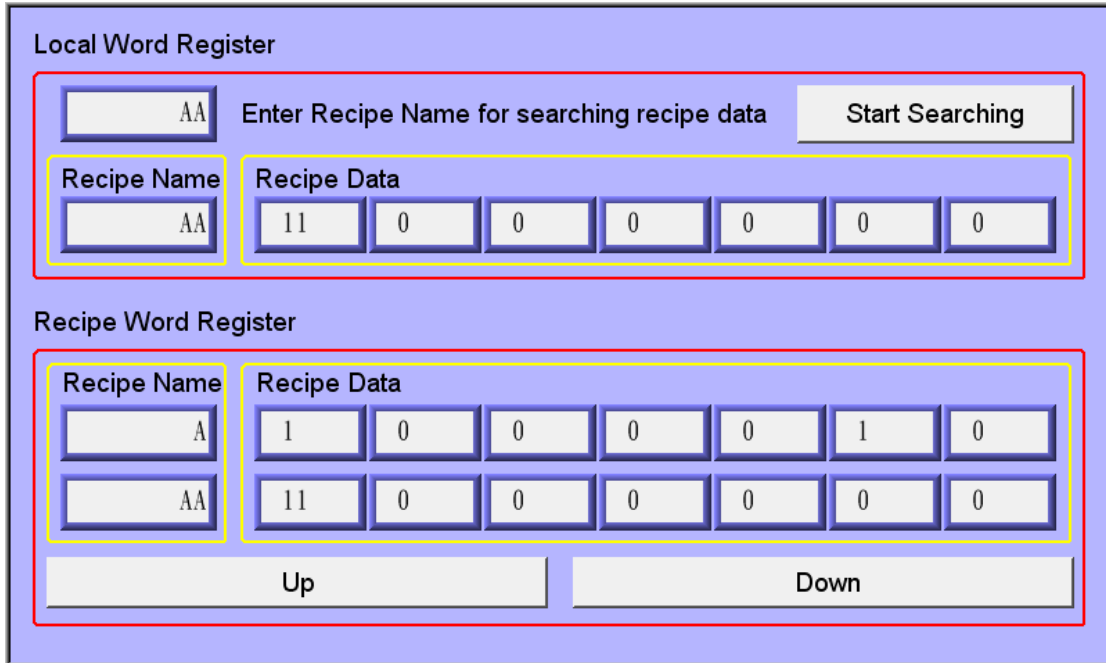 Local Word Register
AA Enter Recipe Name for searching recipe data Start Searching
Recipe Name Recipe Data
AA 11 0 0 0 0 0 0
Recipe Word Register
Recipe Name Recipe Data
A 1 0 0 0 0 1 0
AA 11 0 0 0 0 0 0
Up Down